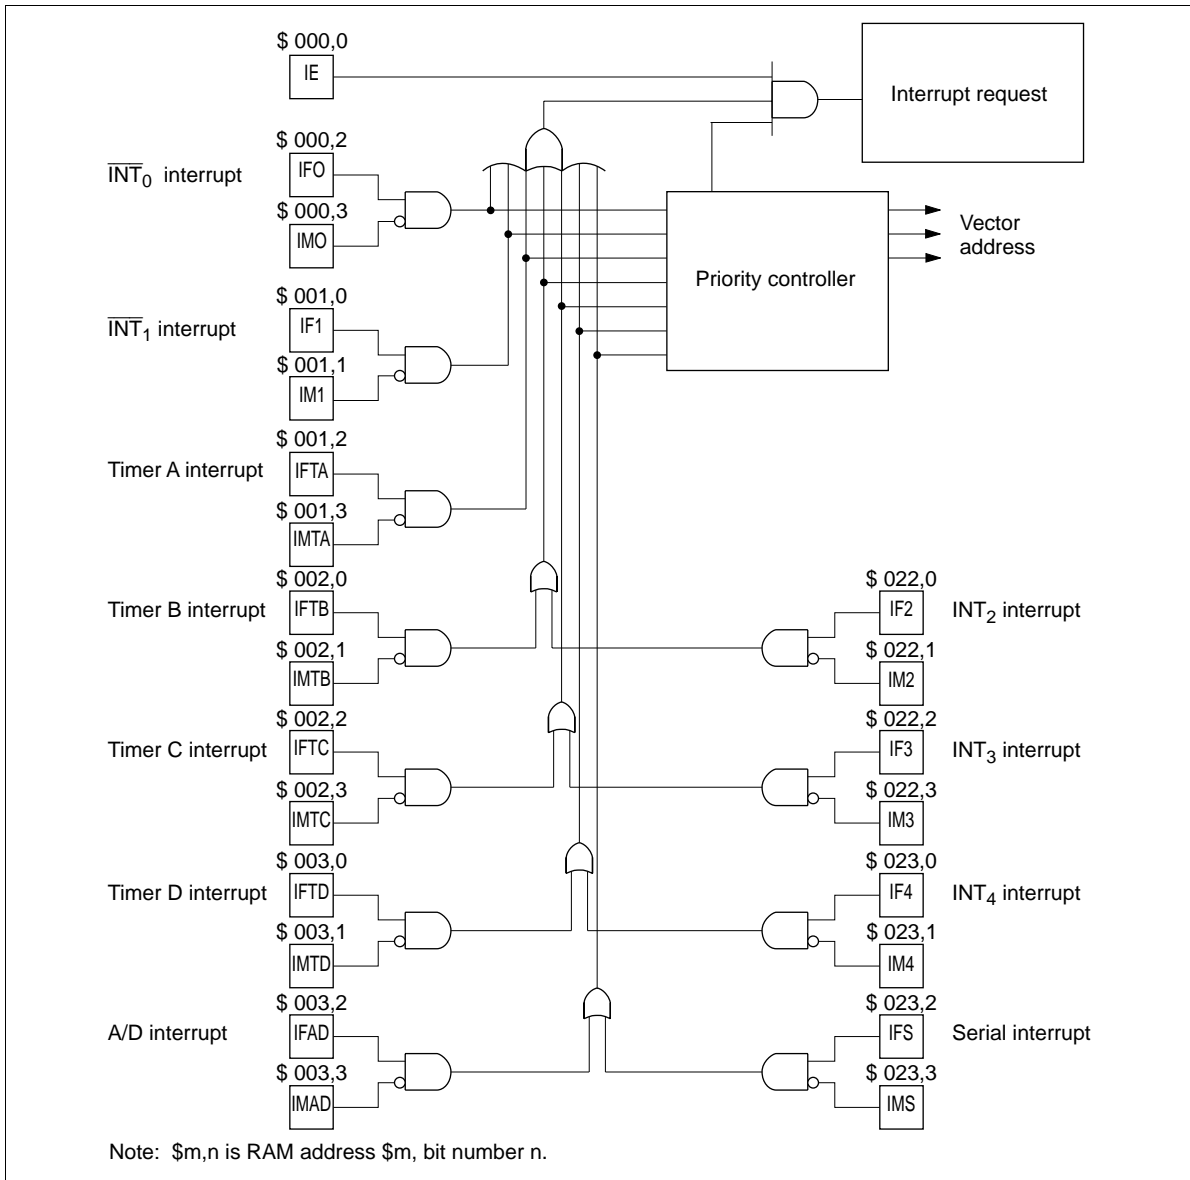 $ 000,0
IE
Interrupt request
$ 000,2
IFO
INT0 interrupt
$ 000,3
IMO
Vector
address
Priority controller
$ 001,0
IF1
INT1 interrupt
$ 001,1
IM1
$ 001,2
Timer A interrupt
IFTA
$ 001,3
IMTA
$ 002,0
Timer B interrupt
IFTB
$ 002,1
IMTB
$ 022,0
IF2
INT2 interrupt
$ 022,1
IM2
$ 002,2
Timer C interrupt
IFTC
$ 002,3
IMTC
$ 022,2
IF3
INT3 interrupt
$ 022,3
IM3
$ 003,0
Timer D interrupt
IFTD
$ 003,1
IMTD
$ 023,0
IF4
INT4 interrupt
$ 023,1
IM4
$ 003,2
A/D interrupt
IFAD
$ 003,3
IMAD
$ 023,2
IFS
Serial interrupt
$ 023,3
IMS
Note: $m,n is RAM address $m, bit number n.